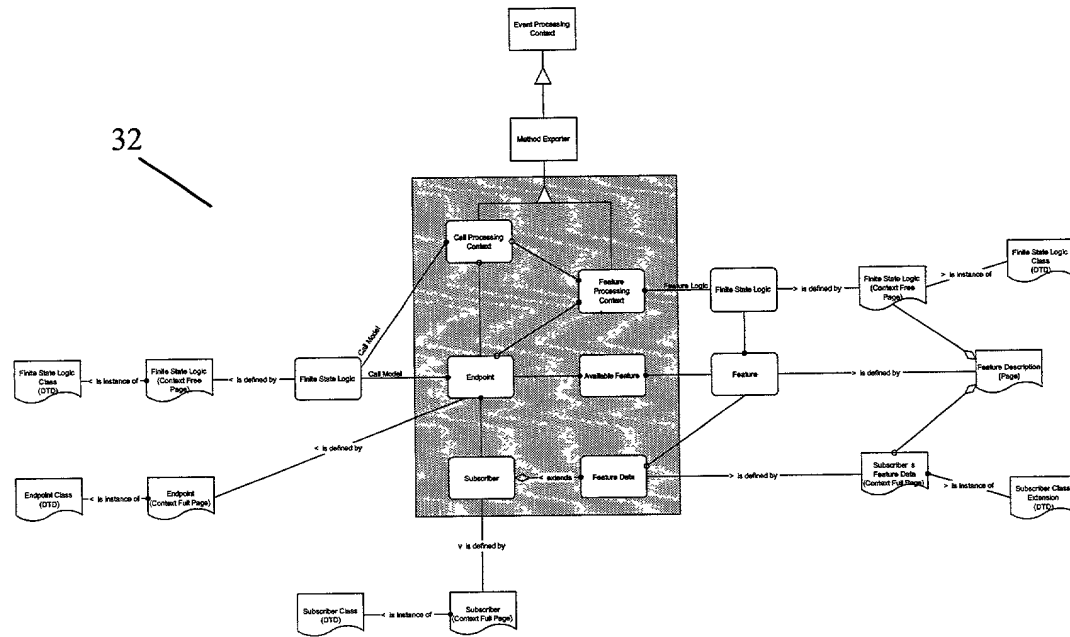 Event Processing
Context
32
Method Exporter
Call Processing
Context
Feature
Processing
Context
Feature Logic
Finite State Logic
> is defined by
Finite State Logic
(Context Free
Page)
> is instance of
Finite State Logic
Class
(DTD)
Call Model
Finite State Logic
Class
(DTD)
< is instance of
Finite State Logic
(Context Free
Page)
< is defined by
Finite State Logic
Call Model
Endpoint
Available Feature
Feature
> is defined by
Feature Description
(Page)
< is defined by
Endpoint Class
(DTD)
< is instance of
Endpoint
(Context Full Page)
Subscriber
< extends
Feature Data
> is defined by
Subscriber s
Feature Data
(Context Full Page)
> is instance of
Subscriber Class
Extension
(DTD)
v is defined by
Subscriber Class
(DTD)
< is instance of
Subscriber
(Context Full Page)